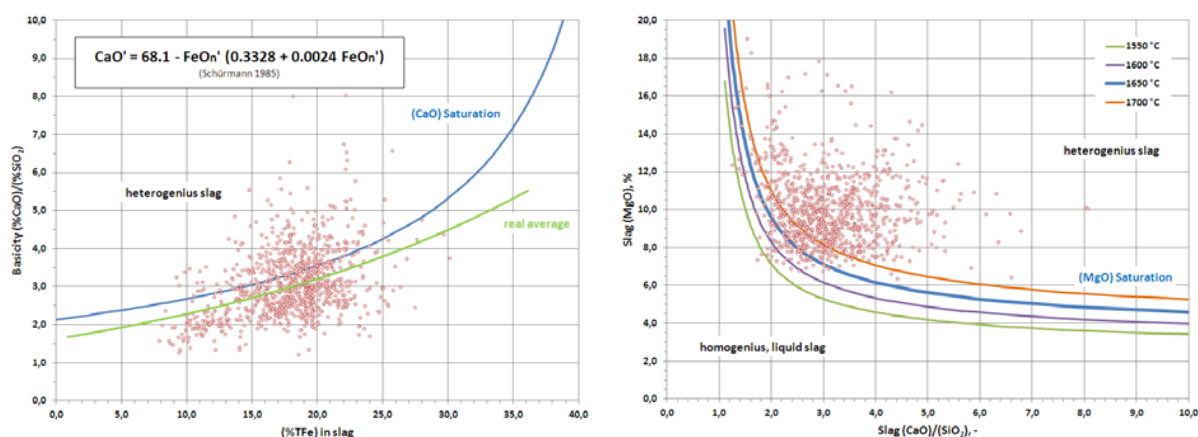 10,0
9,0
8,0
7,0
6,0
5,0
4,0
3,0
2,0
1,0
0,0
Basicity (%CaO)/(%SiO₂)
CaO' = 68.1 - FeOₙ' (0.3328 + 0.0024 FeOₙ')
(Schürmann 1985)
(CaO) Saturation
heterogenius slag
real average
0,0 5,0 10,0 15,0 20,0 25,0 30,0 35,0 40,0
(%TFe) in slag
20,0
18,0
16,0
14,0
12,0
10,0
8,0
6,0
4,0
2,0
0,0
Slag (MgO), %
1550 °C
1600 °C
1650 °C
1700 °C
heterogenius slag
(MgO) Saturation
homogenius, liquid slag
0,0 1,0 2,0 3,0 4,0 5,0 6,0 7,0 8,0 9,0 10,0
Slag (CaO)/(SiO₂), -